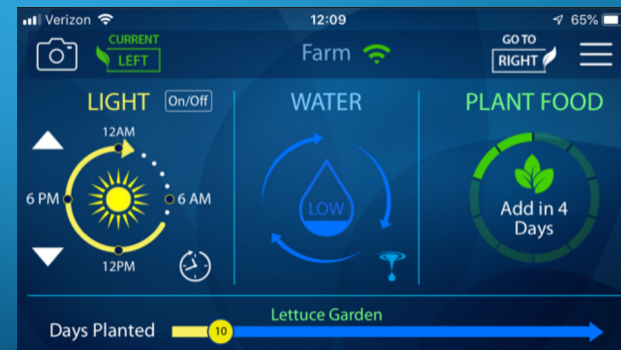 Verizon 12:09 65%
CURRENT
LEFT
Farm
GO TO
RIGHT
LIGHT On/Off
WATER
PLANT FOOD
12AM
6 PM
6 AM
12PM
LOW
Add in 4
Days
Lettuce Garden
Days Planted 10